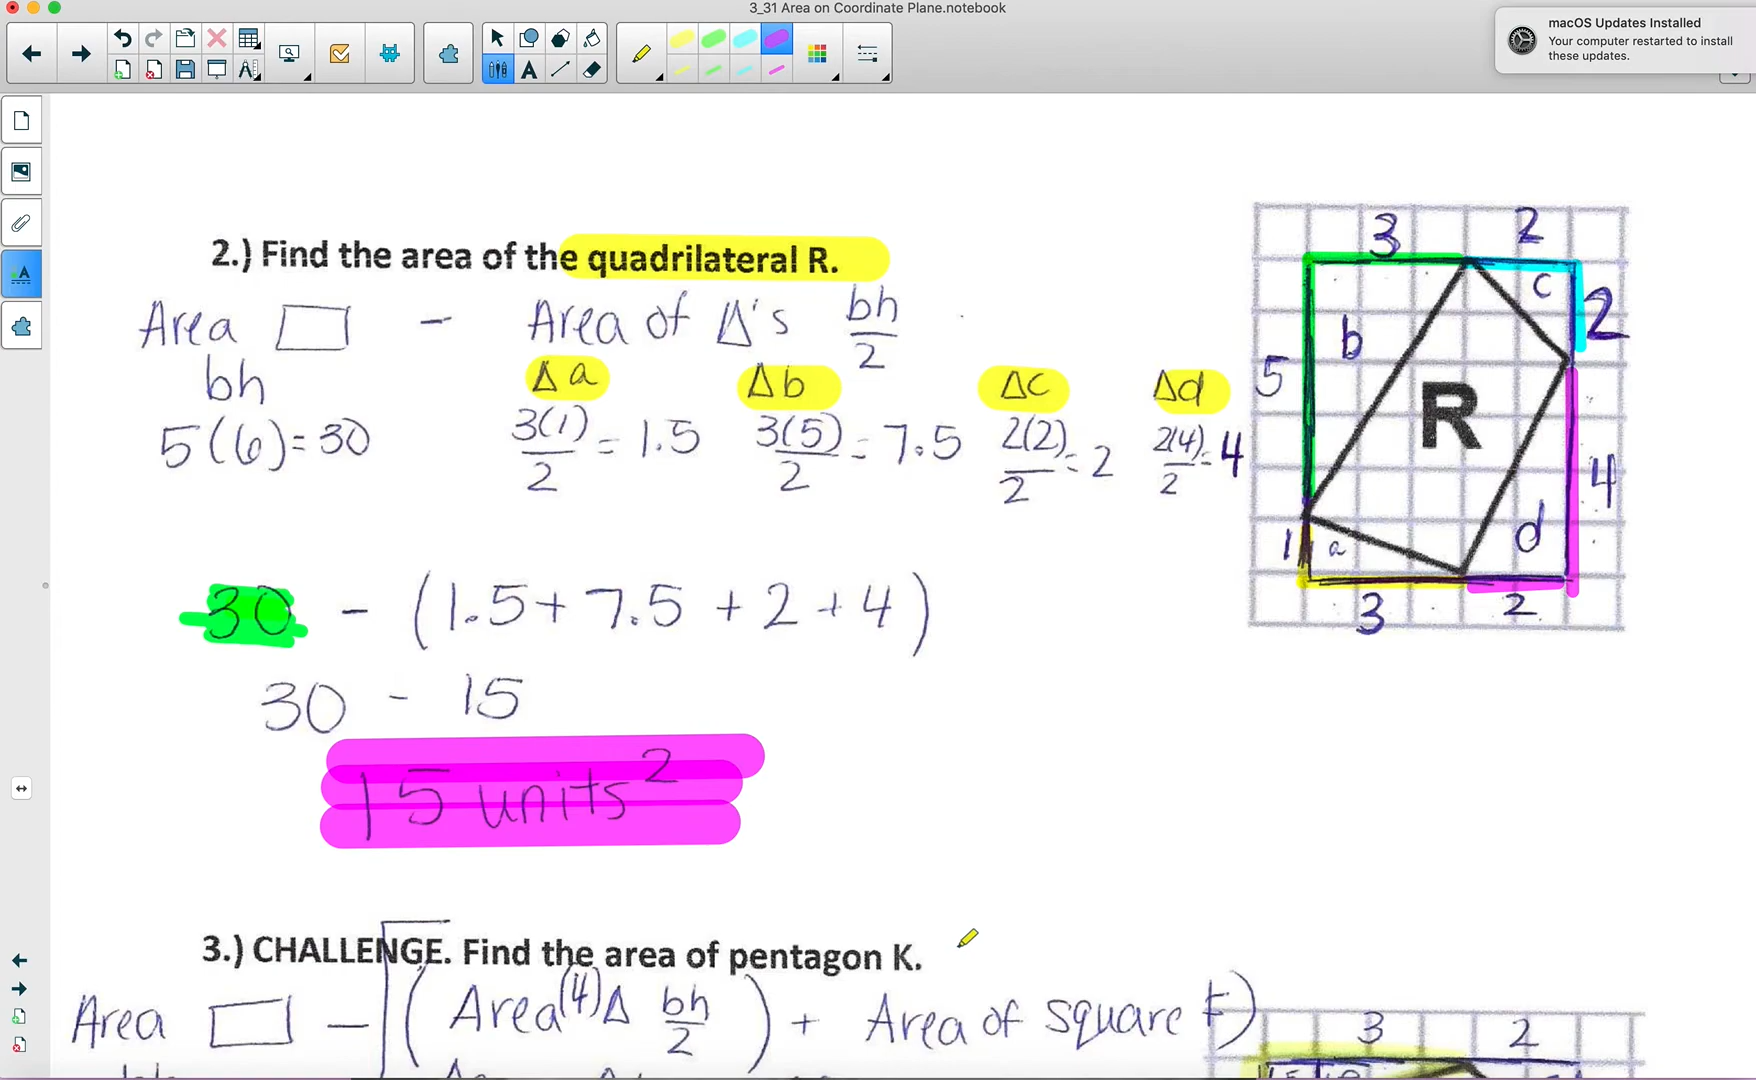 3_31 Area on Coordinate Plane.notebook
macOS Updates Installed
Your computer restarted to install
these updates.
2.) Find the area of the quadrilateral R.
Area □ - Area of Δ's bh/2
bh
Δa Δb Δc Δd
5(6)=30 3(1)/2 = 1.5 3(5)/2 = 7.5 2(2)/2 = 2 2(4)/2 = 4
30 - (1.5+7.5+2+4)
30 - 15
15 units²
3 2
c
b 2
5
R
4
d
1 a
3 2
3.) CHALLENGE. Find the area of pentagon K.
Area □ - [(Area (4) Δ bh/2) + Area of square F)
3 2